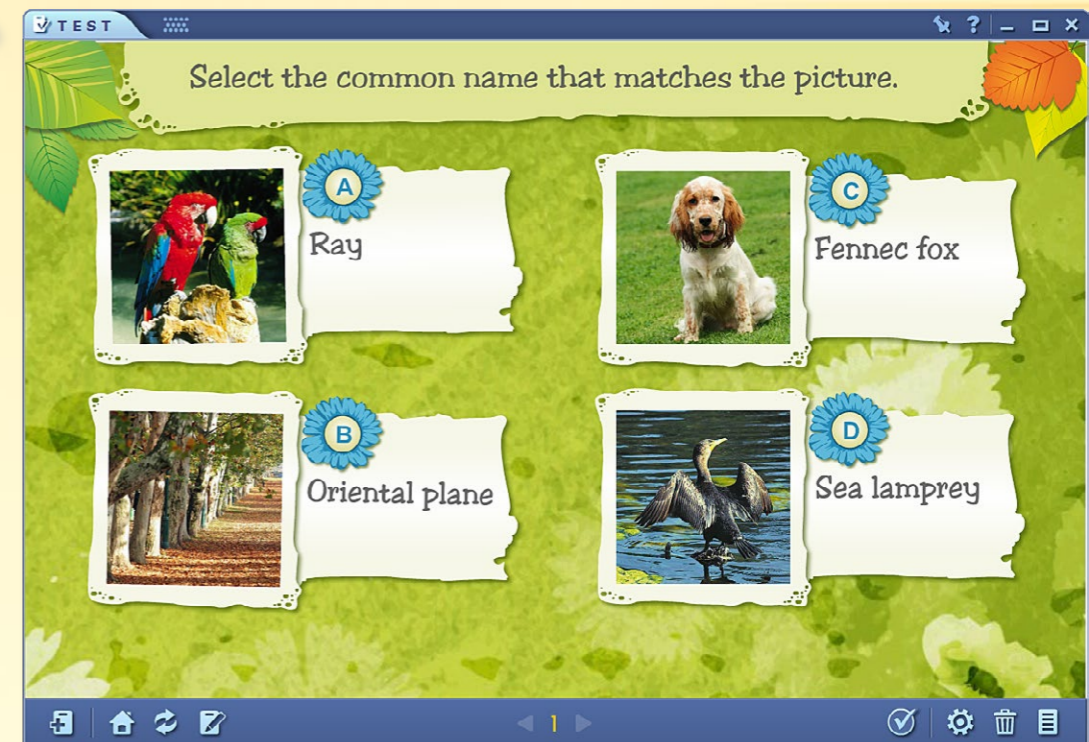 TEST
?
Select the common name that matches the picture.
A
Ray
C
Fennec fox
B
Oriental plane
D
Sea lamprey
1